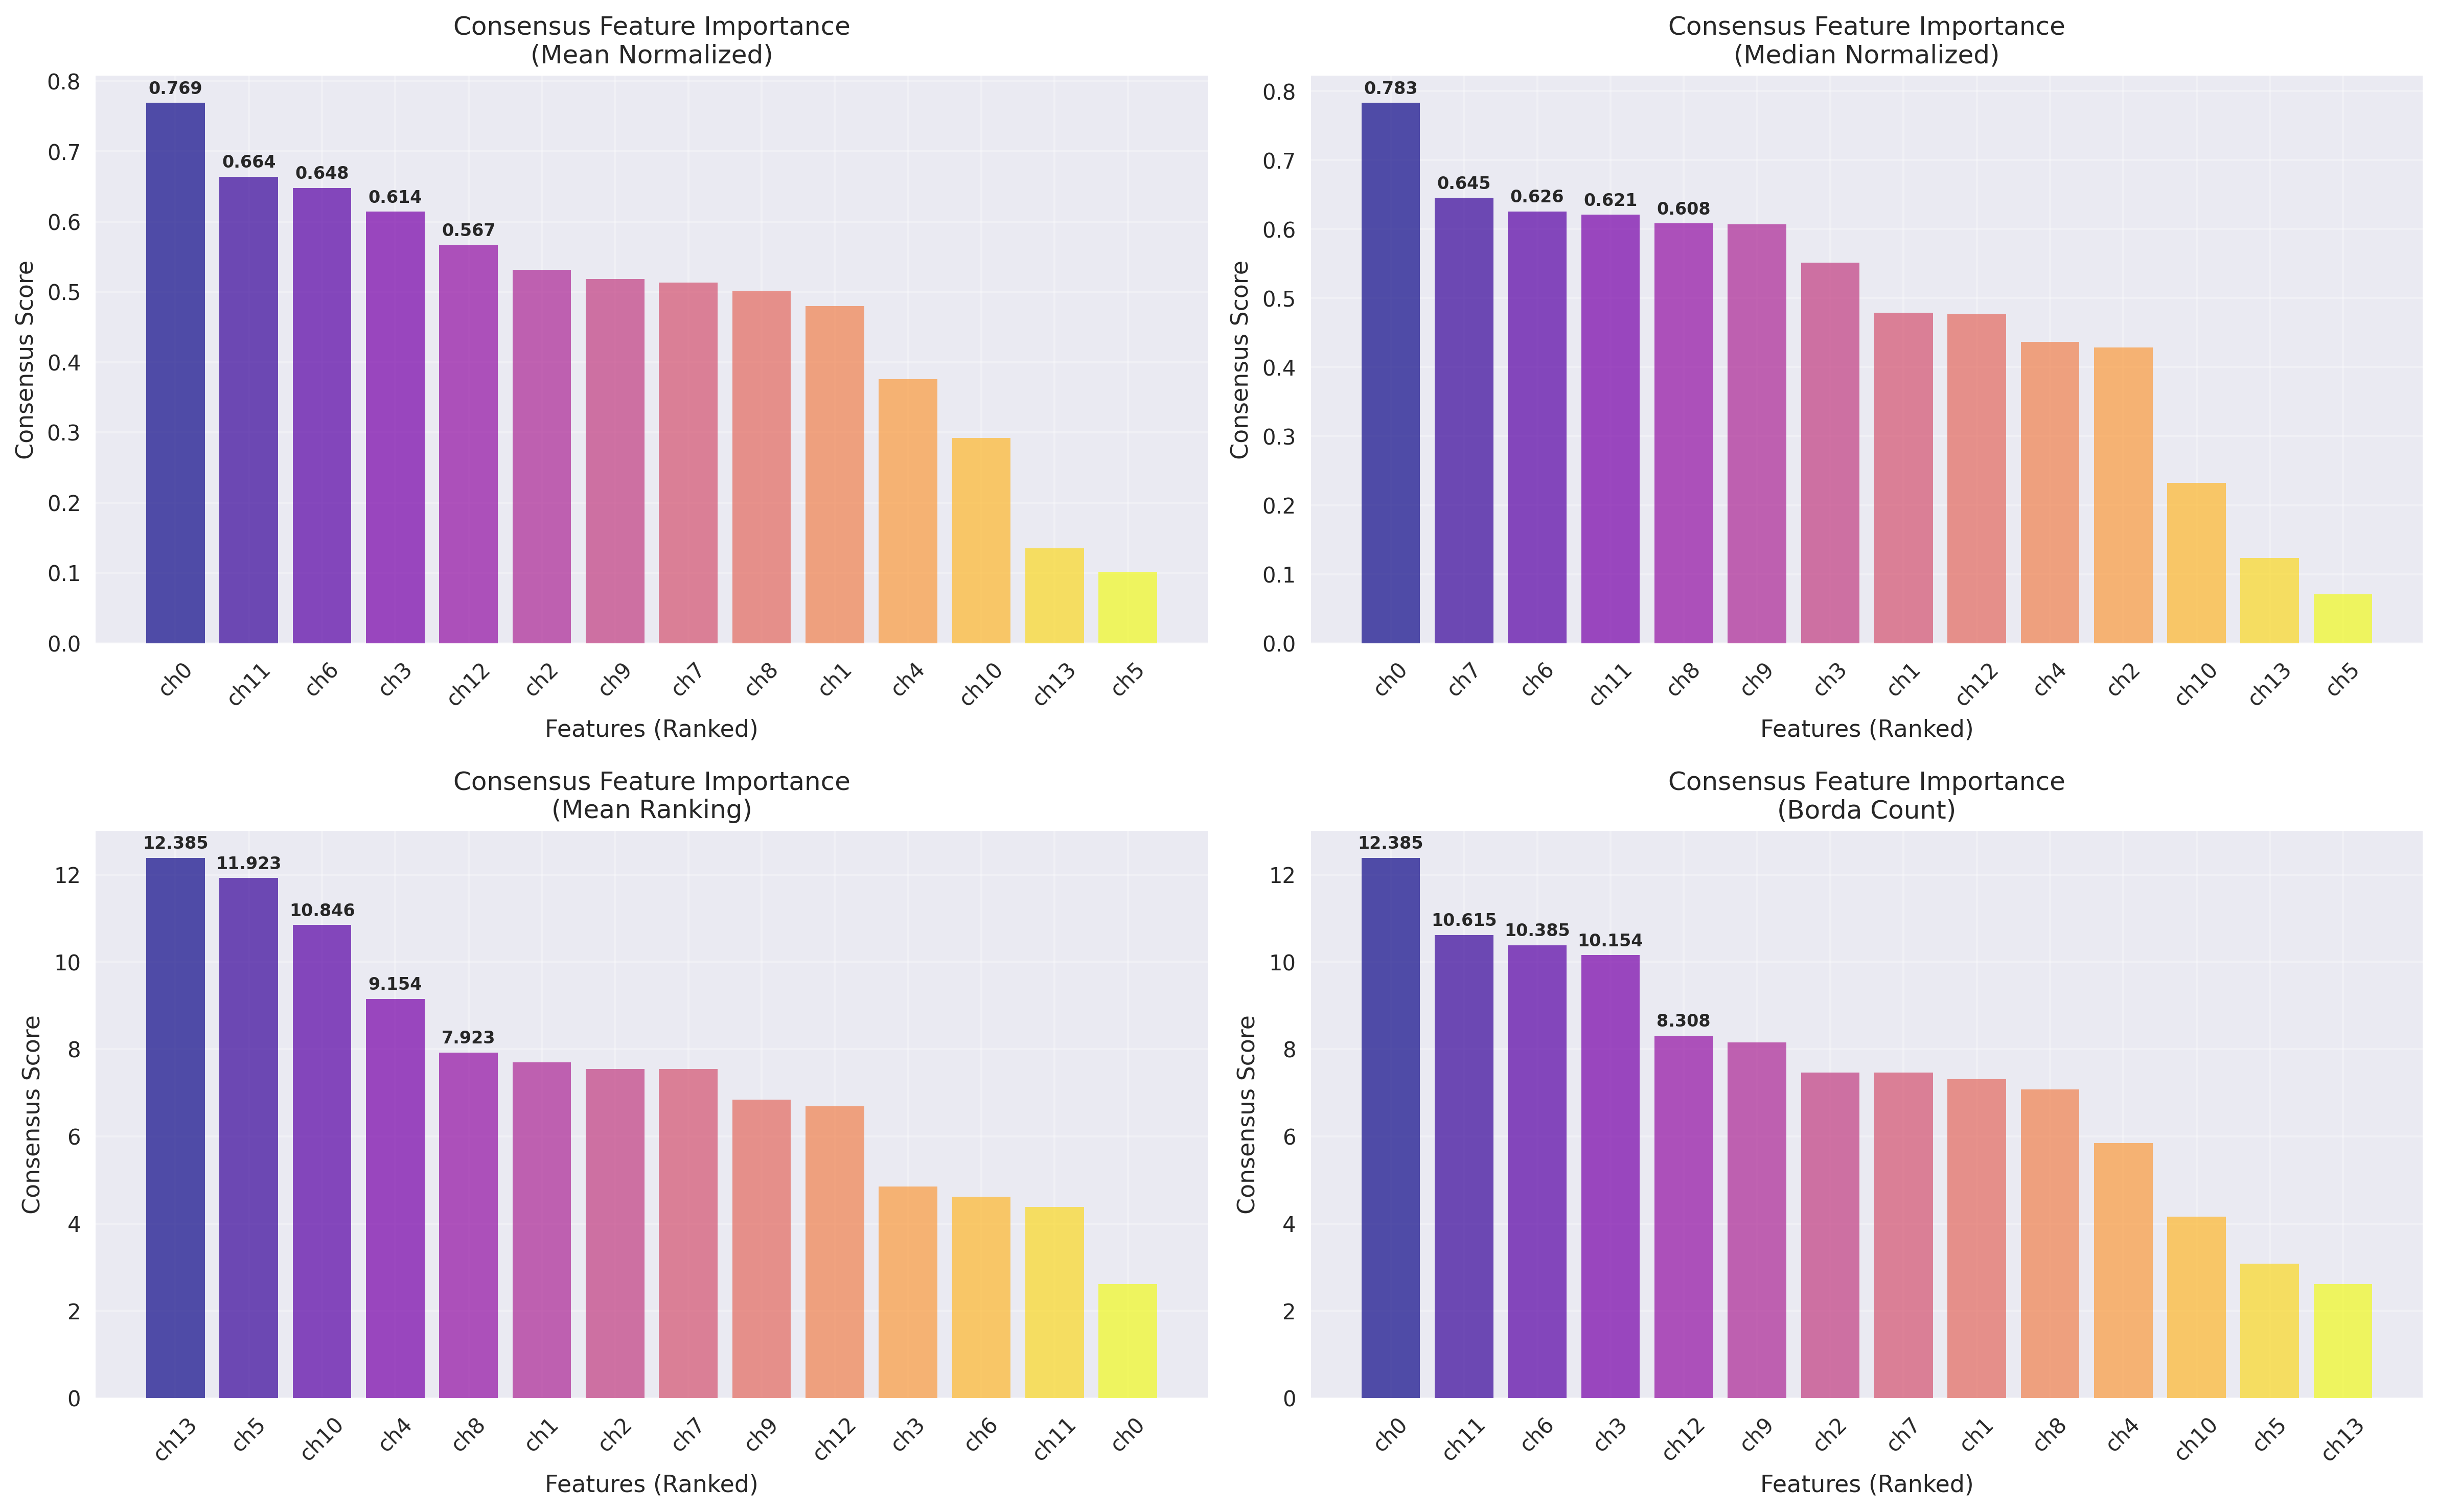 Consensus Feature Importance
(Mean Normalized)
Consensus Score
0.8
0.7
0.6
0.5
0.4
0.3
0.2
0.1
0.0
0.769
0.664
0.648
0.614
0.567
ch0 ch11 ch6 ch3 ch12 ch2 ch9 ch7 ch8 ch1 ch4 ch10 ch13 ch5
Features (Ranked)
Consensus Feature Importance
(Median Normalized)
Consensus Score
0.8
0.7
0.6
0.5
0.4
0.3
0.2
0.1
0.0
0.783
0.645
0.626
0.621
0.608
ch0 ch7 ch6 ch11 ch8 ch9 ch3 ch1 ch12 ch4 ch2 ch10 ch13 ch5
Features (Ranked)
Consensus Feature Importance
(Mean Ranking)
Consensus Score
12
10
8
6
4
2
0
12.385
11.923
10.846
9.154
7.923
ch13 ch5 ch10 ch4 ch8 ch1 ch2 ch7 ch9 ch12 ch3 ch6 ch11 ch0
Features (Ranked)
Consensus Feature Importance
(Borda Count)
Consensus Score
12
10
8
6
4
2
0
12.385
10.615
10.385
10.154
8.308
ch0 ch11 ch6 ch3 ch12 ch9 ch2 ch7 ch1 ch8 ch4 ch10 ch5 ch13
Features (Ranked)